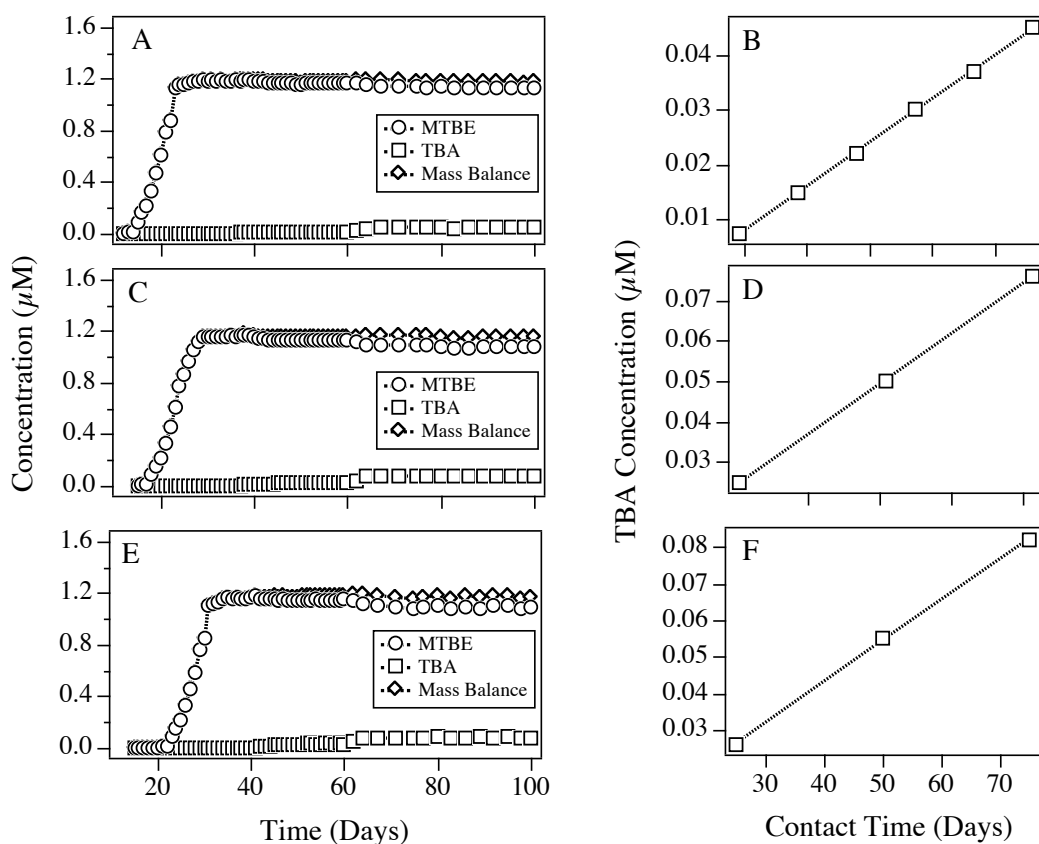 A
1.6
1.2
0.8
0.4
0.0
MTBE
TBA
Mass Balance
B
0.04
0.03
0.02
0.01
C
1.6
1.2
0.8
0.4
0.0
MTBE
TBA
Mass Balance
D
0.07
0.06
0.05
0.03
E
1.6
1.2
0.8
0.4
0.0
MTBE
TBA
Mass Balance
20 40 60 80 100
F
0.08
0.07
0.06
0.05
0.04
0.03
30 40 50 60 70
Concentration (µM)
Time (Days)
TBA Concentration (µM)
Contact Time (Days)